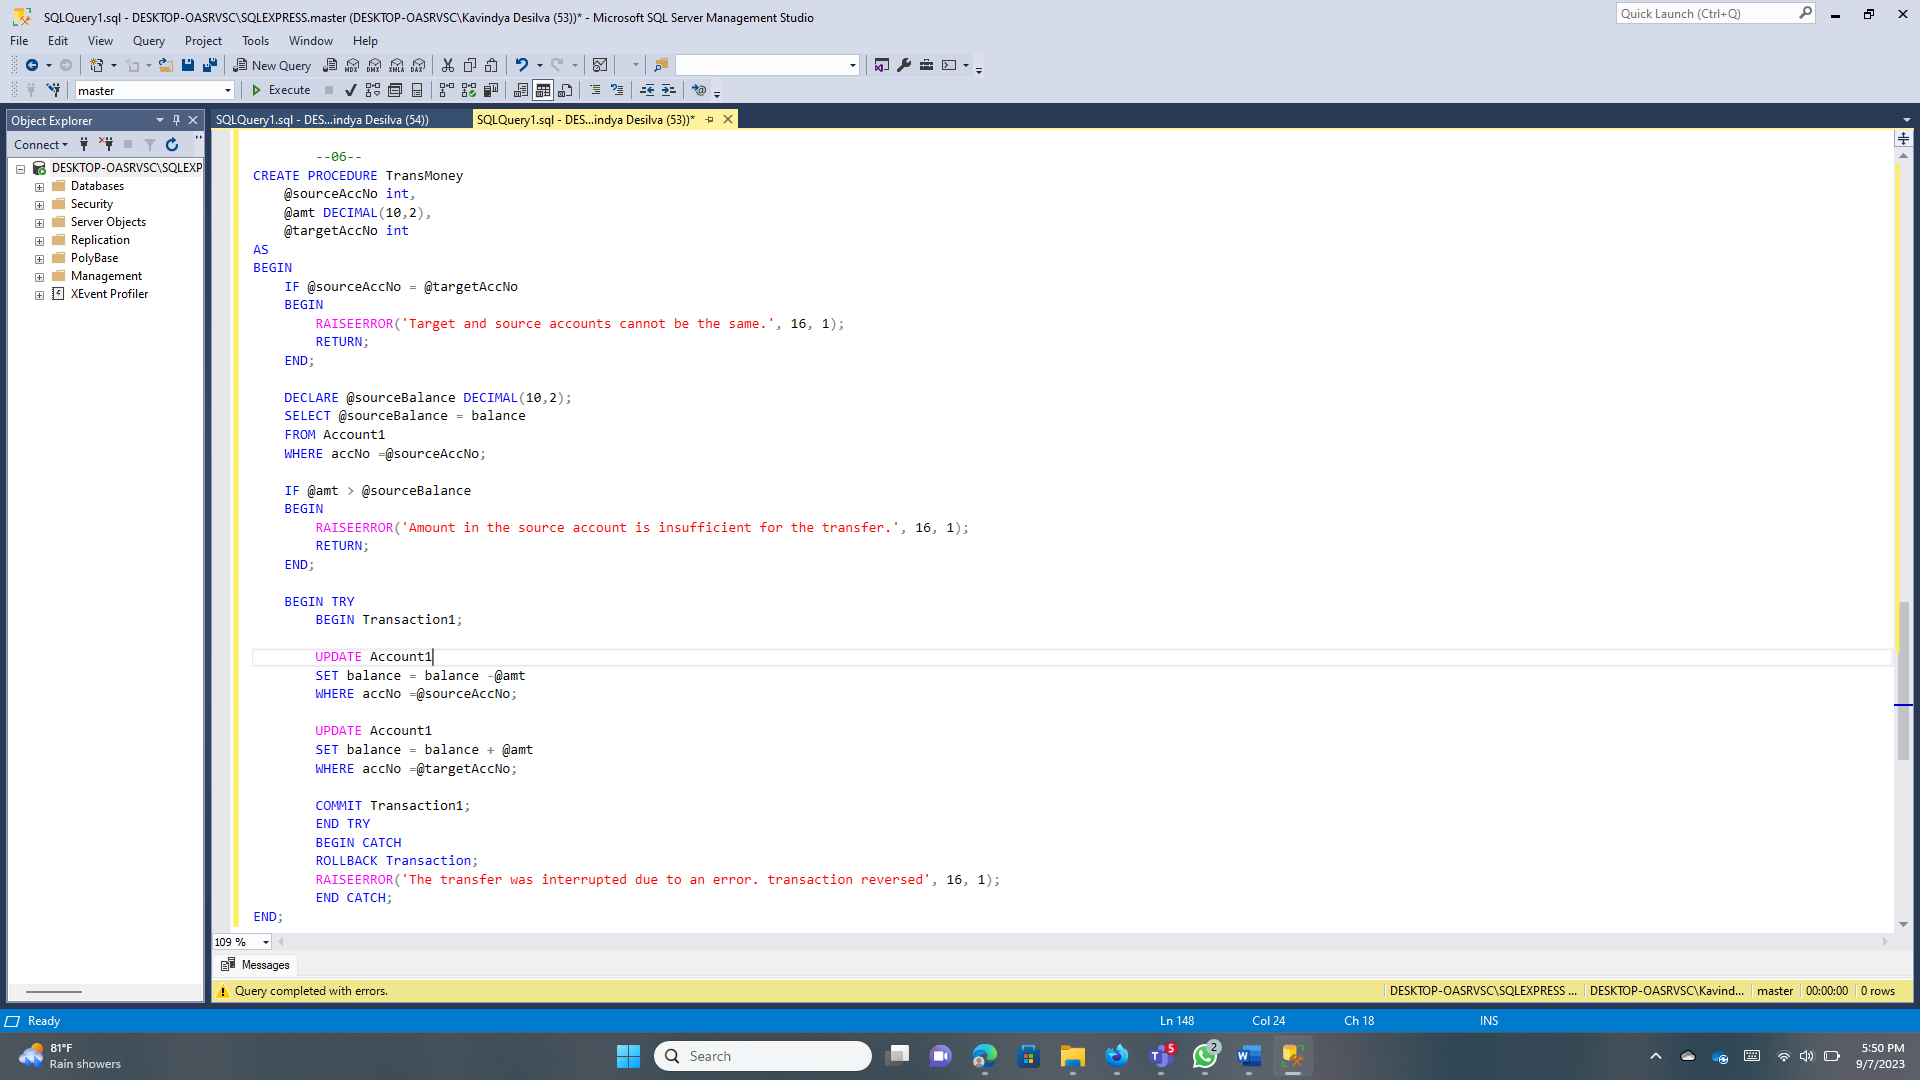 SQLQuery1.sql - DESKTOP-OASRVSC\SQLEXPRESS.master (DESKTOP-OASRVSC\Kavindya Desilva (53))* - Microsoft SQL Server Management Studio
Quick Launch (Ctrl+Q)
File Edit View Query Project Tools Window Help
New Query
MDX DMX XMLA DAX
master
Execute
Object Explorer
SQLQuery1.sql - DES...indya Desilva (54))
SQLQuery1.sql - DES...indya Desilva (53))*
Connect
DESKTOP-OASRVSC\SQLEXP
Databases
Security
Server Objects
Replication
PolyBase
Management
XEvent Profiler
--06--
CREATE PROCEDURE TransMoney
@sourceAccNo int,
@amt DECIMAL(10,2),
@targetAccNo int
AS
BEGIN
IF @sourceAccNo = @targetAccNo
BEGIN
RAISEERROR('Target and source accounts cannot be the same.', 16, 1);
RETURN;
END;
DECLARE @sourceBalance DECIMAL(10,2);
SELECT @sourceBalance = balance
FROM Account1
WHERE accNo =@sourceAccNo;
IF @amt > @sourceBalance
BEGIN
RAISEERROR('Amount in the source account is insufficient for the transfer.', 16, 1);
RETURN;
END;
BEGIN TRY
BEGIN Transaction1;
UPDATE Account1
SET balance = balance -@amt
WHERE accNo =@sourceAccNo;
UPDATE Account1
SET balance = balance + @amt
WHERE accNo =@targetAccNo;
COMMIT Transaction1;
END TRY
BEGIN CATCH
ROLLBACK Transaction;
RAISEERROR('The transfer was interrupted due to an error. transaction reversed', 16, 1);
END CATCH;
END;
109 %
Messages
Query completed with errors.
DESKTOP-OASRVSC\SQLEXPRESS ... DESKTOP-OASRVSC\Kavind... master 00:00:00 0 rows
Ready
Ln 148 Col 24 Ch 18 INS
81°F
Rain showers
Search
5
2
5:50 PM
9/7/2023